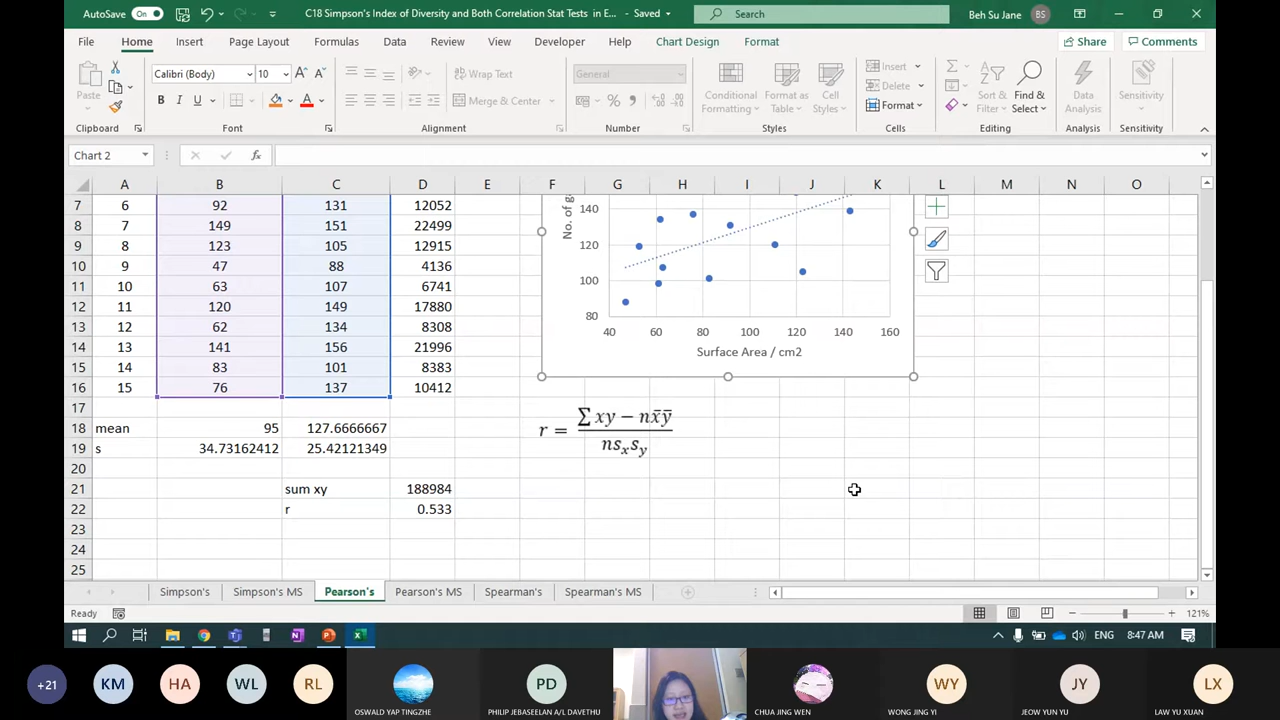 AutoSave On C18 Simpson's Index of Diversity and Both Correlation Stat Tests in E... - Saved Search Beh Su Jane BS
File Home Insert Page Layout Formulas Data Review View Developer Help Chart Design Format Share Comments
Calibri (Body) 10 A A Wrap Text General Insert
Paste B I U A Merge & Center % Conditional Formatting Format as Table Cell Styles Delete Format Sort & Filter Find & Select Data Analysis Sensitivity
Clipboard Font Alignment Number Styles Cells Editing Analysis Sensitivity
Chart 2 fx
A B C D E F G H I J K L M N O
7 6 92 131 12052
8 7 149 151 22499
9 8 123 105 12915
10 9 47 88 4136
11 10 63 107 6741
12 11 120 149 17880
13 12 62 134 8308
14 13 141 156 21996
15 14 83 101 8383
16 15 76 137 10412
17
18 mean 95 127.6666667
19 s 34.73162412 25.42121349
20
21 sum xy 188984
22 r 0.533
23
24
25
No. of g
140
120
100
80
40 60 80 100 120 140 160
Surface Area / cm2
r = ∑ xy − nx̄ȳ
nsₓsᵧ
Simpson's Simpson's MS Pearson's Pearson's MS Spearman's Spearman's MS
Ready 121%
ENG 8:47 AM
+21 KM HA WL RL PD WY JY LX
OSWALD YAP TINGZHE PHILIP JEBASEELAN A/L DAVETHU CHUA JING WEN WONG JING YI JEOW YUN YU LAW YU XUAN